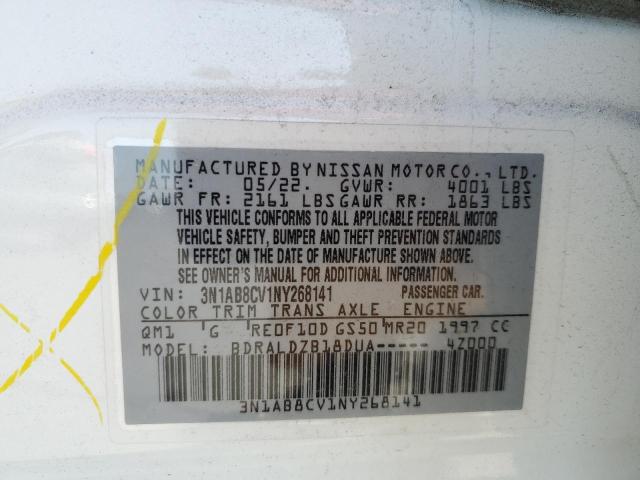 MANUFACTURED BY NISSAN MOTOR CO., LTD.
DATE: 05/22. GVWR: 4001 LBS
GAWR FR: 2161 LBS GAWR RR: 1863 LBS
THIS VEHICLE CONFORMS TO ALL APPLICABLE FEDERAL MOTOR
VEHICLE SAFETY, BUMPER AND THEFT PREVENTION STANDARDS
IN EFFECT ON THE DATE OF MANUFACTURE SHOWN ABOVE.
SEE OWNER'S MANUAL FOR ADDITIONAL INFORMATION.
VIN: 3N1AB8CV1NY268141 PASSENGER CAR.
COLOR TRIM TRANS AXLE ENGINE
QM1 'G RE0F10D GS50 MR20 1997 CC
MODEL: BDRALDZB18DUA----- 4Z000
3N1AB8CV1NY268141